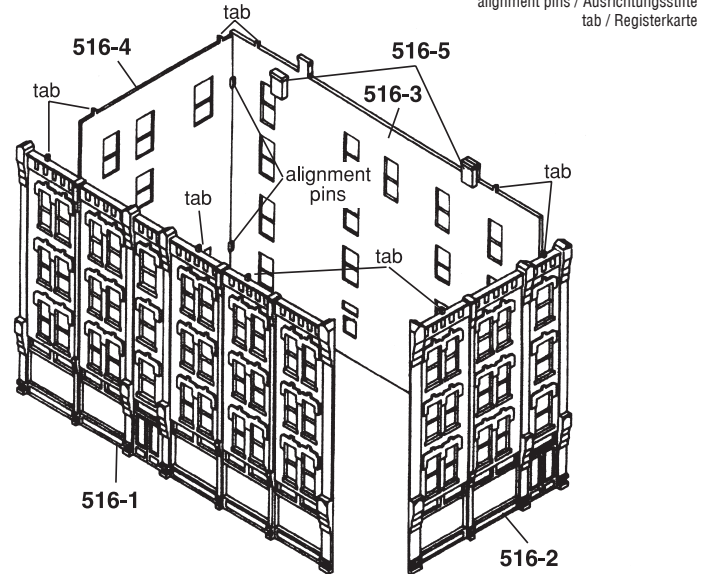 alignment pins / Ausrichtungsstifte
tab / Registerkarte
tab
516-4
516-5
516-3
tab
tab
alignment
pins
tab
tab
516-1
516-2